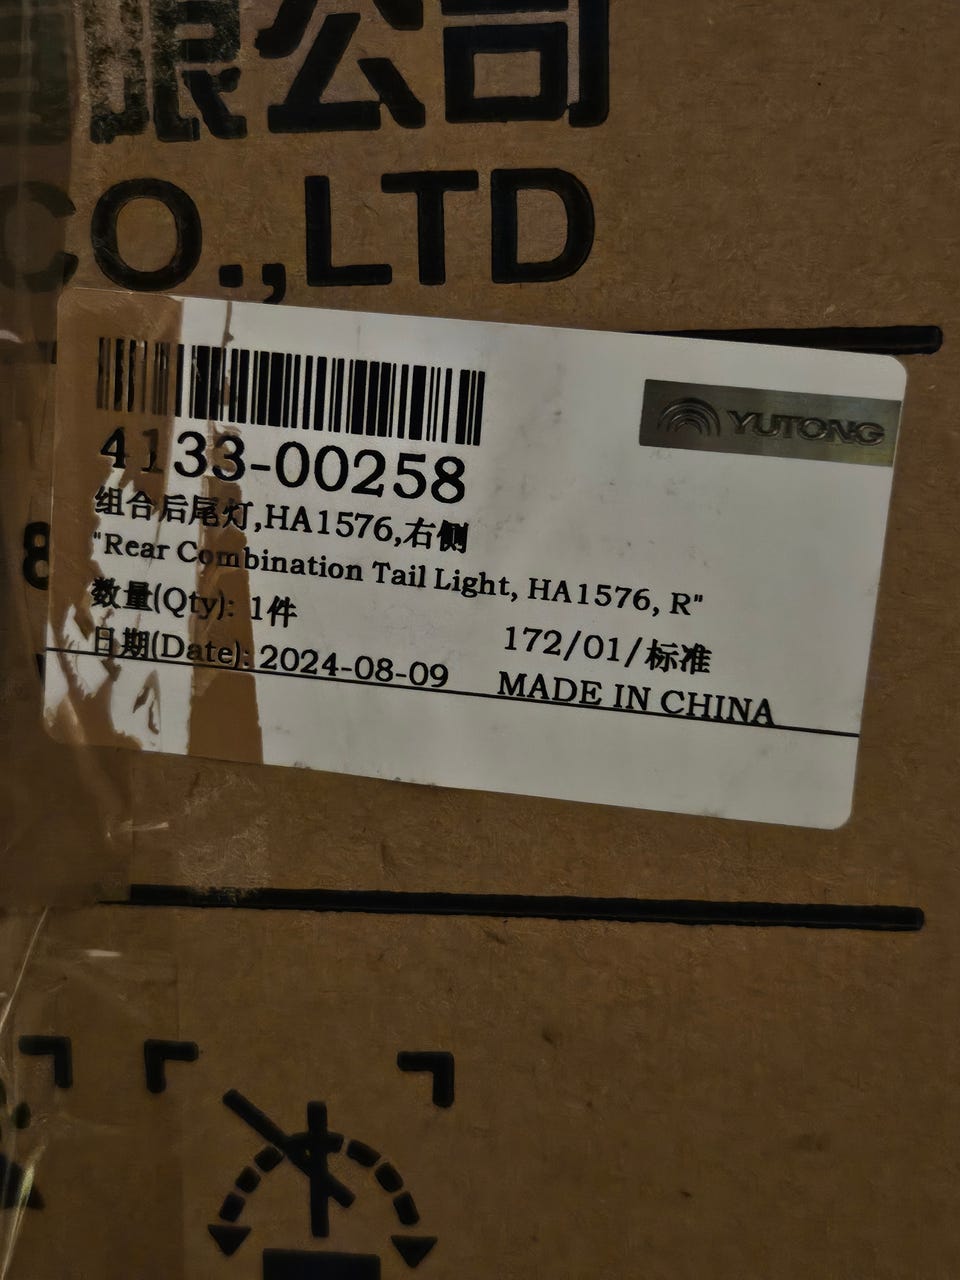 限公司
CO.,LTD
YUTONG
4133-00258
组合后尾灯,HA1576,右侧
"Rear Combination Tail Light, HA1576, R"
数量(Qty): 1件
172/01/标准
日期(Date): 2024-08-09
MADE IN CHINA
8